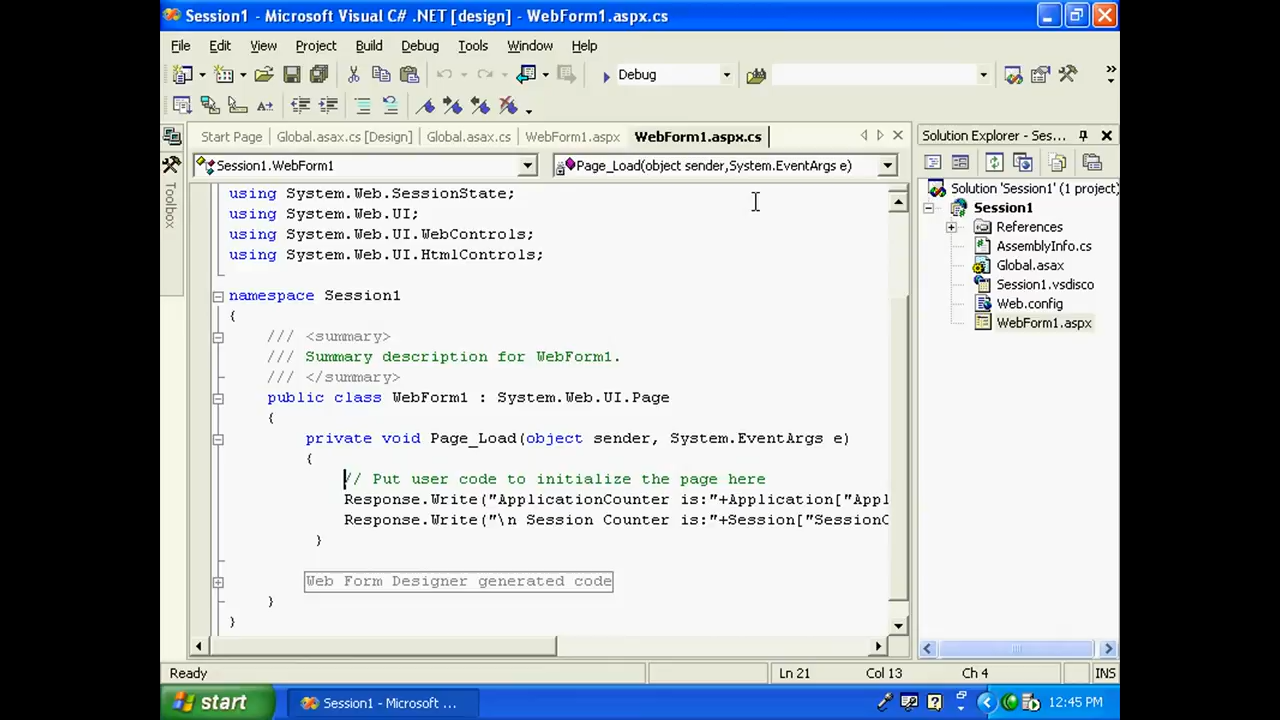 Session1 - Microsoft Visual C# .NET [design] - WebForm1.aspx.cs
File Edit View Project Build Debug Tools Window Help
Debug
Start Page Global.asax.cs [Design] Global.asax.cs WebForm1.aspx WebForm1.aspx.cs
Solution Explorer - Ses...
Session1.WebForm1 Page_Load(object sender,System.EventArgs e)
Toolbox
using System.Web.SessionState;
using System.Web.UI;
using System.Web.UI.WebControls;
using System.Web.UI.HtmlControls;
namespace Session1
{
/// <summary>
/// Summary description for WebForm1.
/// </summary>
public class WebForm1 : System.Web.UI.Page
{
private void Page_Load(object sender, System.EventArgs e)
{
// Put user code to initialize the page here
Response.Write("ApplicationCounter is:"+Application["Appl
Response.Write("\n Session Counter is:"+Session["SessionC
}
Web Form Designer generated code
}
}
Solution 'Session1' (1 project)
Session1
References
AssemblyInfo.cs
Global.asax
Session1.vsdisco
Web.config
WebForm1.aspx
Ready Ln 21 Col 13 Ch 4 INS
start Session1 - Microsoft ... 12:45 PM